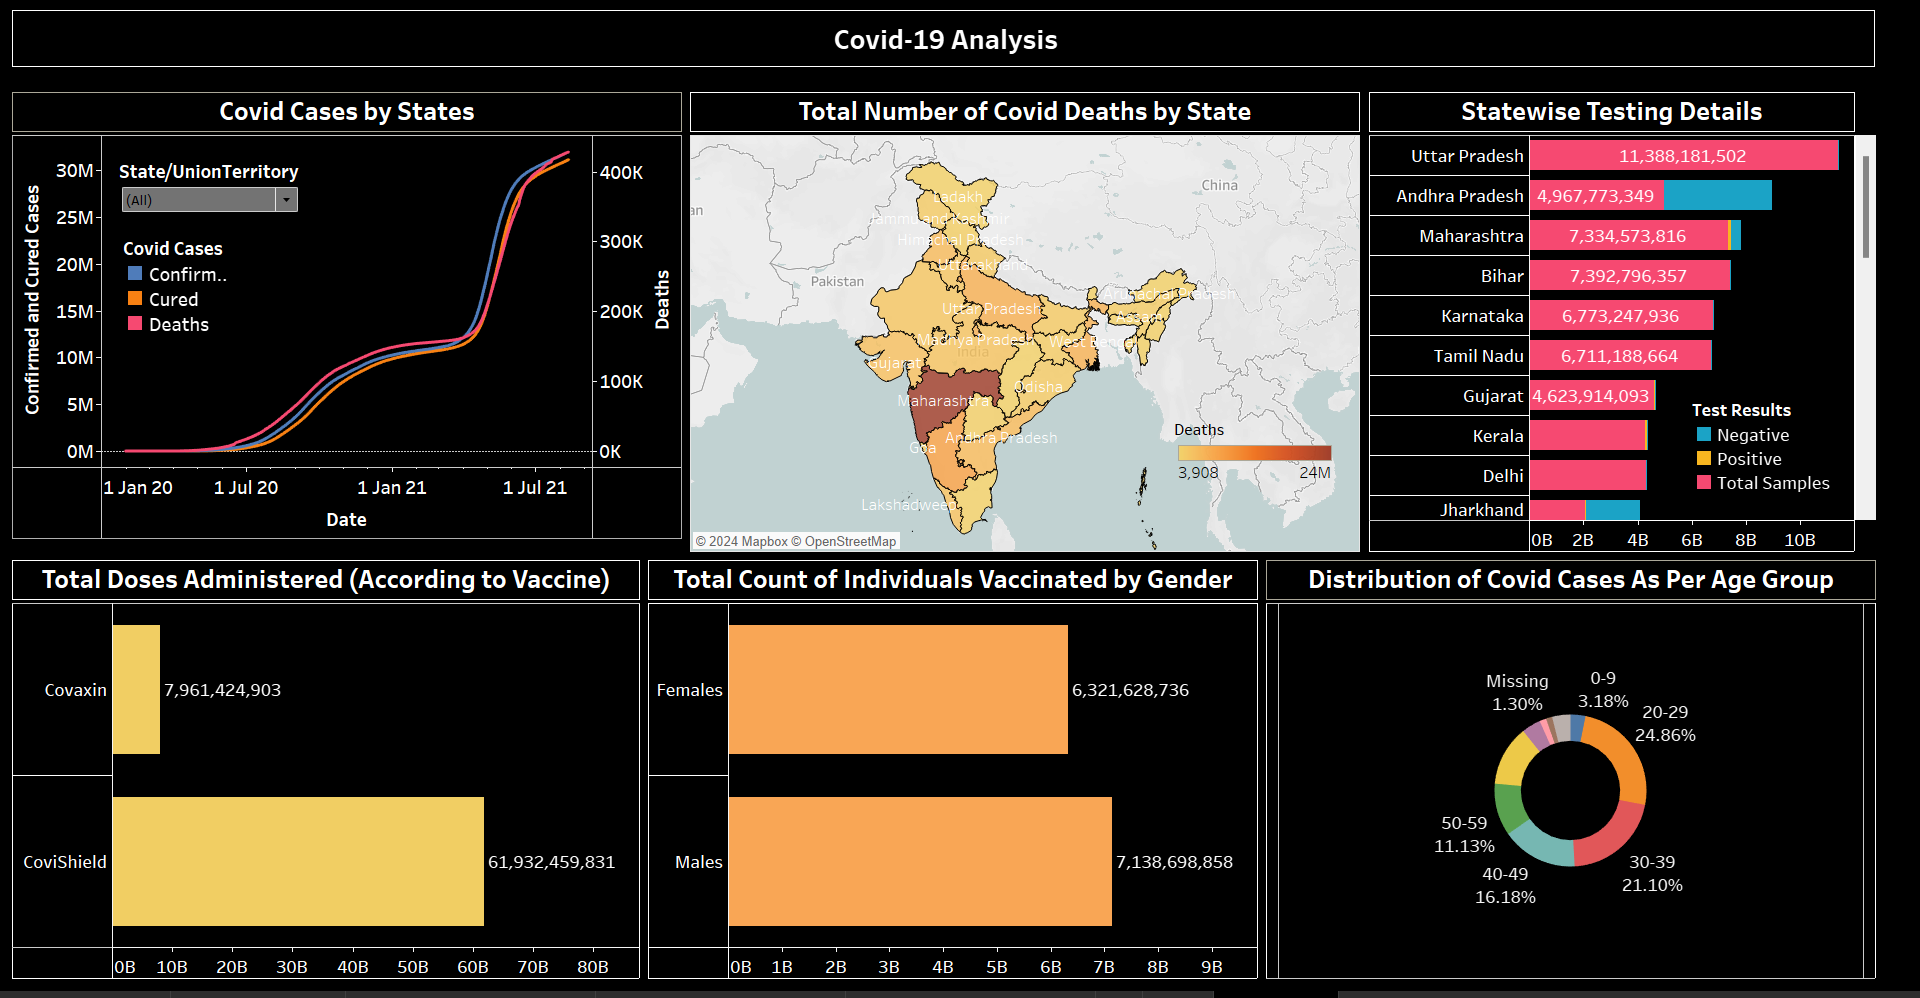 Covid-19 Analysis
Covid Cases by States
Confirmed and Cured Cases
30M
25M
20M
15M
10M
5M
0M
State/UnionTerritory
(All)
Covid Cases
Confirm..
Cured
Deaths
400K
300K
200K
100K
0K
Deaths
1 Jan 20
1 Jul 20
1 Jan 21
1 Jul 21
Date
Total Number of Covid Deaths by State
China
an
Pakistan
Ladakh
Jammu and Kashmir
Himachal Pradesh
Uttarakhand
Arunachal Pradesh
Uttar Pradesh
Assam
Madhya Pradesh
West Bengal
India
Gujarat
Odisha
Maharashtra
Andhra Pradesh
Goa
Lakshadweep
Deaths
3,908
24M
© 2024 Mapbox © OpenStreetMap
Statewise Testing Details
Uttar Pradesh
11,388,181,502
Andhra Pradesh
4,967,773,349
Maharashtra
7,334,573,816
Bihar
7,392,796,357
Karnataka
6,773,247,936
Tamil Nadu
6,711,188,664
Gujarat
4,623,914,093
Kerala
Delhi
Jharkhand
Test Results
Negative
Positive
Total Samples
0B
2B
4B
6B
8B
10B
Total Doses Administered (According to Vaccine)
Covaxin
7,961,424,903
CoviShield
61,932,459,831
0B
10B
20B
30B
40B
50B
60B
70B
80B
Total Count of Individuals Vaccinated by Gender
Females
6,321,628,736
Males
7,138,698,858
0B
1B
2B
3B
4B
5B
6B
7B
8B
9B
Distribution of Covid Cases As Per Age Group
Missing
1.30%
0-9
3.18%
20-29
24.86%
30-39
21.10%
40-49
16.18%
50-59
11.13%